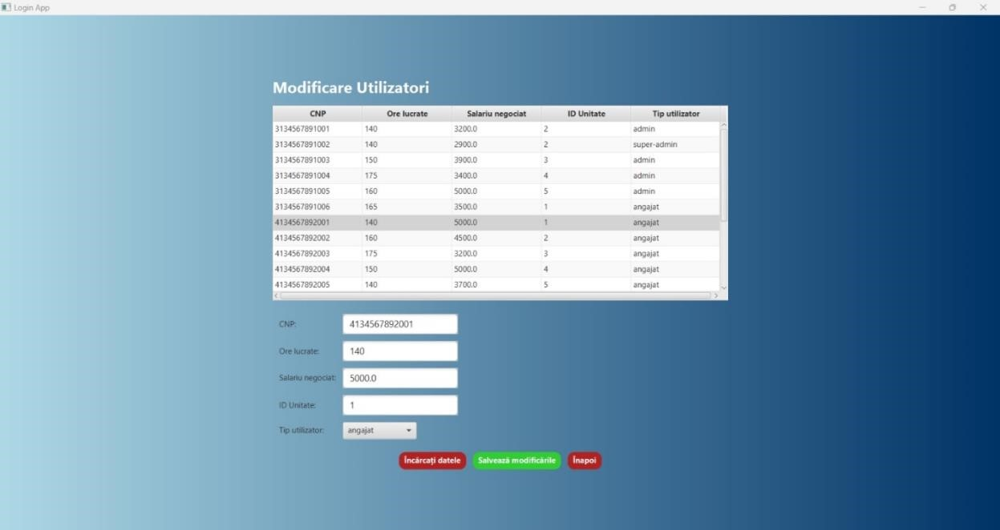 Login App
Modificare Utilizatori
CNP Ore lucrate Salariu negociat ID Unitate Tip utilizator
3134567891001 140 3200.0 2 admin
3134567891002 140 2900.0 2 super-admin
3134567891003 150 3900.0 3 admin
3134567891004 175 3400.0 4 admin
3134567891005 160 5000.0 5 admin
3134567891006 165 3500.0 1 angajat
4134567892001 140 5000.0 1 angajat
4134567892002 160 4500.0 2 angajat
4134567892003 175 3200.0 3 angajat
4134567892004 150 5000.0 4 angajat
4134567892005 140 3700.0 5 angajat
CNP: 4134567892001
Ore lucrate: 140
Salariu negociat: 5000.0
ID Unitate: 1
Tip utilizator: angajat
Încărcați datele Salvează modificările Înapoi